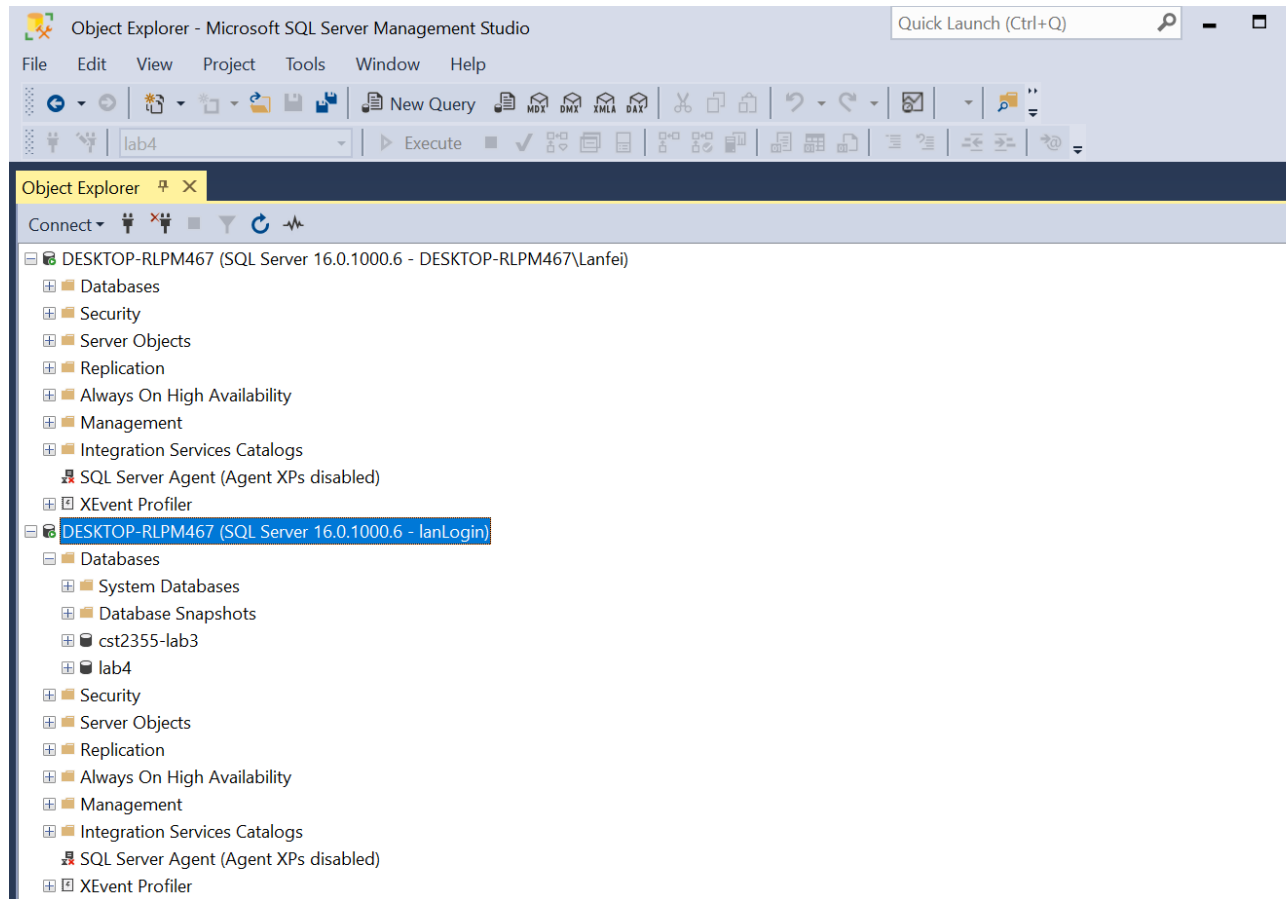 Object Explorer - Microsoft SQL Server Management Studio
Quick Launch (Ctrl+Q)
File Edit View Project Tools Window Help
New Query MDX DMX XMLA DAX
lab4 Execute
Object Explorer
Connect
DESKTOP-RLPM467 (SQL Server 16.0.1000.6 - DESKTOP-RLPM467\Lanfei)
Databases
Security
Server Objects
Replication
Always On High Availability
Management
Integration Services Catalogs
SQL Server Agent (Agent XPs disabled)
XEvent Profiler
DESKTOP-RLPM467 (SQL Server 16.0.1000.6 - lanLogin)
Databases
System Databases
Database Snapshots
cst2355-lab3
lab4
Security
Server Objects
Replication
Always On High Availability
Management
Integration Services Catalogs
SQL Server Agent (Agent XPs disabled)
XEvent Profiler